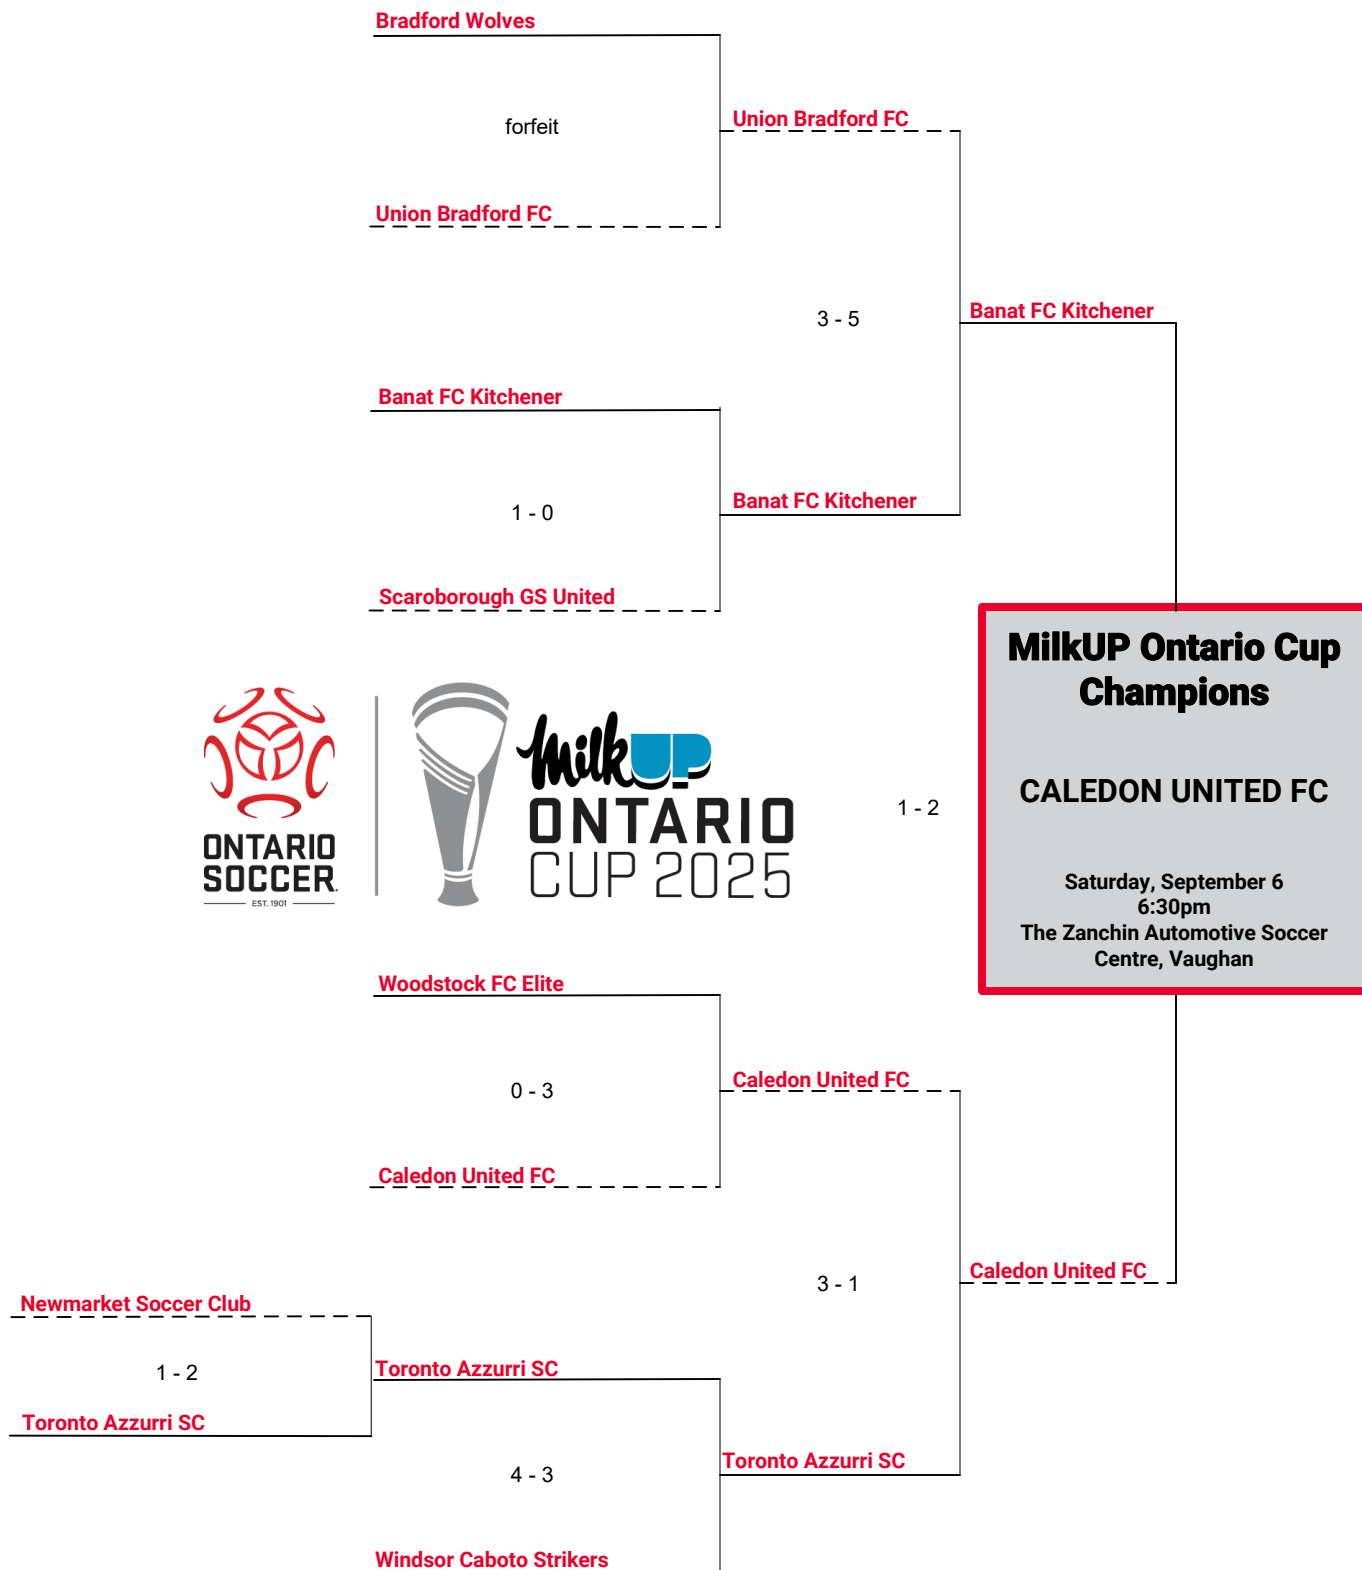 Bradford Wolves
forfeit
Union Bradford FC
Union Bradford FC
3 - 5
Banat FC Kitchener
Banat FC Kitchener
1 - 0
Banat FC Kitchener
Scaroborough GS United
MilkUP Ontario Cup
Champions
CALEDON UNITED FC
Saturday, September 6
6:30pm
The Zanchin Automotive Soccer
Centre, Vaughan
ONTARIO
SOCCER.
EST. 1901
MilkUP
ONTARIO
CUP 2025
1 - 2
Woodstock FC Elite
0 - 3
Caledon United FC
Caledon United FC
3 - 1
Caledon United FC
Newmarket Soccer Club
1 - 2
Toronto Azzurri SC
Toronto Azzurri SC
4 - 3
Toronto Azzurri SC
Windsor Caboto Strikers